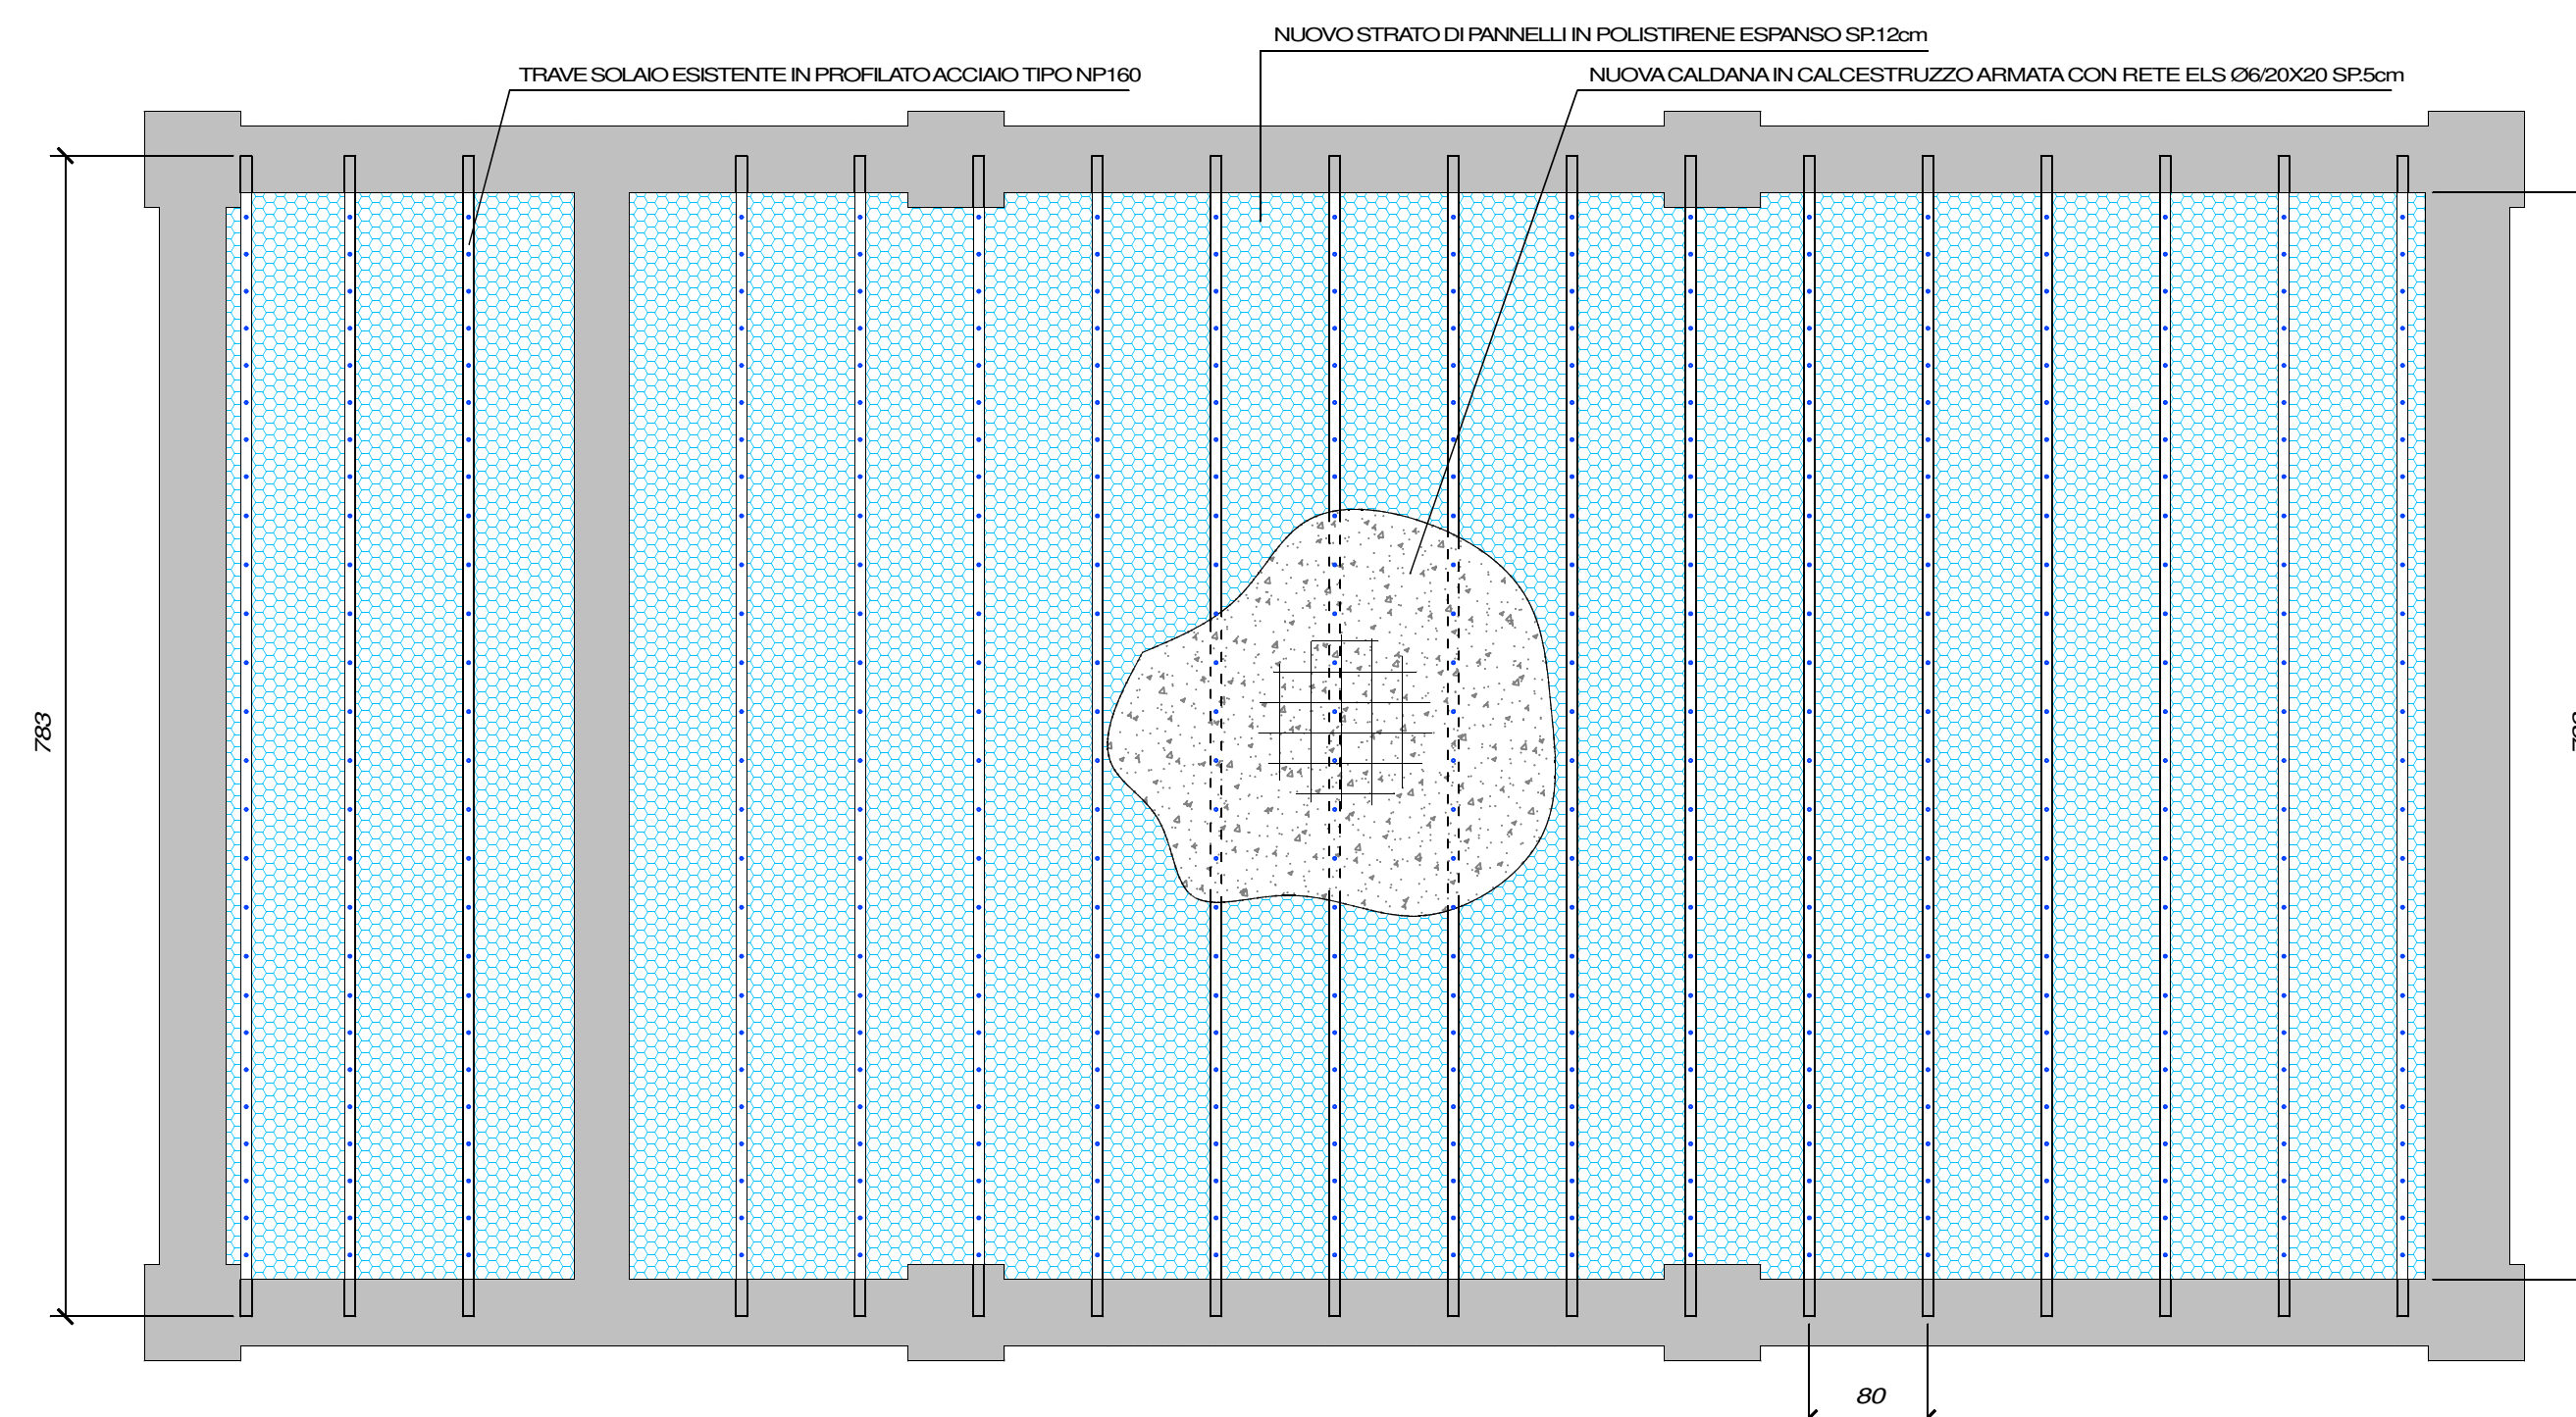 NUOVO STRATO DI PANNELLI IN POLISTIRENE ESPANSO SP.12cm
TRAVE SOLAIO ESISTENTE IN PROFILATO ACCIAIO TIPO NP160
NUOVA CALDANA IN CALCESTRUZZO ARMATA CON RETE ELS Ø6/20X20 SP.5cm
783
80